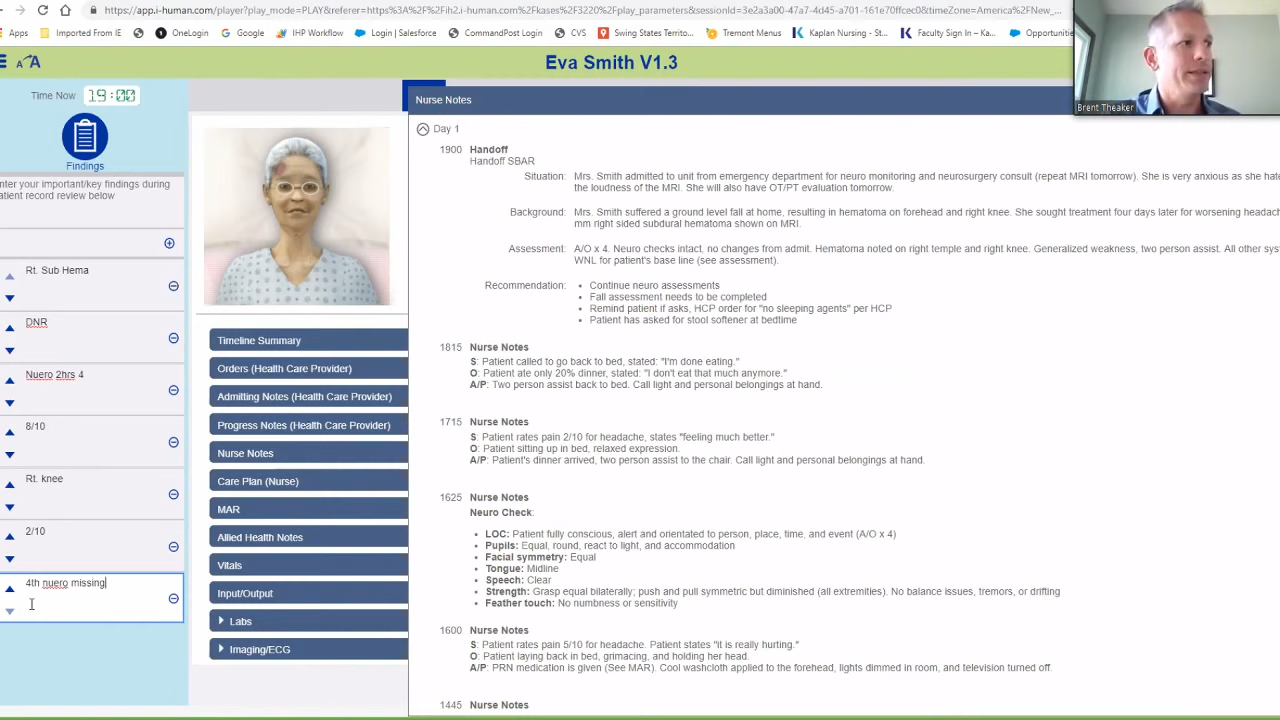 https://app.i-human.com/player?play_mode=PLAY&referer=https%3A%2F%2Fih2.i-human.com%2Fkases%2F3220%2Fplay_parameters&sessionId=3e2a3a00-47a7-4d45-a701-161e70ffcec0&timeZone=America%2FNew_...
Apps
Imported From IE
OneLogin
Google
IHP Workflow
Login | Salesforce
CommandPost Login
CVS
Swing States Territo...
Tremont Menus
Kaplan Nursing - St...
Faculty Sign In – Ka...
Opportuniti
AA
Eva Smith V1.3
Brent Theaker
Time Now 19:00
Findings
nter your important/key findings during
atient record review below
Rt. Sub Hema
DNR
Nuero 2hrs 4
8/10
Rt. knee
2/10
4th nuero missing
Timeline Summary
Orders (Health Care Provider)
Admitting Notes (Health Care Provider)
Progress Notes (Health Care Provider)
Nurse Notes
Care Plan (Nurse)
MAR
Allied Health Notes
Vitals
Input/Output
Labs
Imaging/ECG
Nurse Notes
Day 1
1900 Handoff
Handoff SBAR
Situation: Mrs. Smith admitted to unit from emergency department for neuro monitoring and neurosurgery consult (repeat MRI tomorrow). She is very anxious as she hate
the loudness of the MRI. She will also have OT/PT evaluation tomorrow.
Background: Mrs. Smith suffered a ground level fall at home, resulting in hematoma on forehead and right knee. She sought treatment four days later for worsening headach
mm right sided subdural hematoma shown on MRI.
Assessment: A/O x 4. Neuro checks intact, no changes from admit. Hematoma noted on right temple and right knee. Generalized weakness, two person assist. All other syst
WNL for patient's base line (see assessment).
Recommendation: • Continue neuro assessments
• Fall assessment needs to be completed
• Remind patient if asks, HCP order for "no sleeping agents" per HCP
• Patient has asked for stool softener at bedtime
1815 Nurse Notes
S: Patient called to go back to bed, stated: "I'm done eating."
O: Patient ate only 20% dinner, stated: "I don't eat that much anymore."
A/P: Two person assist back to bed. Call light and personal belongings at hand.
1715 Nurse Notes
S: Patient rates pain 2/10 for headache, states "feeling much better."
O: Patient sitting up in bed, relaxed expression.
A/P: Patient's dinner arrived, two person assist to the chair. Call light and personal belongings at hand.
1625 Nurse Notes
Neuro Check:
• LOC: Patient fully conscious, alert and orientated to person, place, time, and event (A/O x 4)
• Pupils: Equal, round, react to light, and accommodation
• Facial symmetry: Equal
• Tongue: Midline
• Speech: Clear
• Strength: Grasp equal bilaterally; push and pull symmetric but diminished (all extremities). No balance issues, tremors, or drifting
• Feather touch: No numbness or sensitivity
1600 Nurse Notes
S: Patient rates pain 5/10 for headache. Patient states "it is really hurting."
O: Patient laying back in bed, grimacing, and holding her head.
A/P: PRN medication is given (See MAR). Cool washcloth applied to the forehead, lights dimmed in room, and television turned off.
1445 Nurse Notes